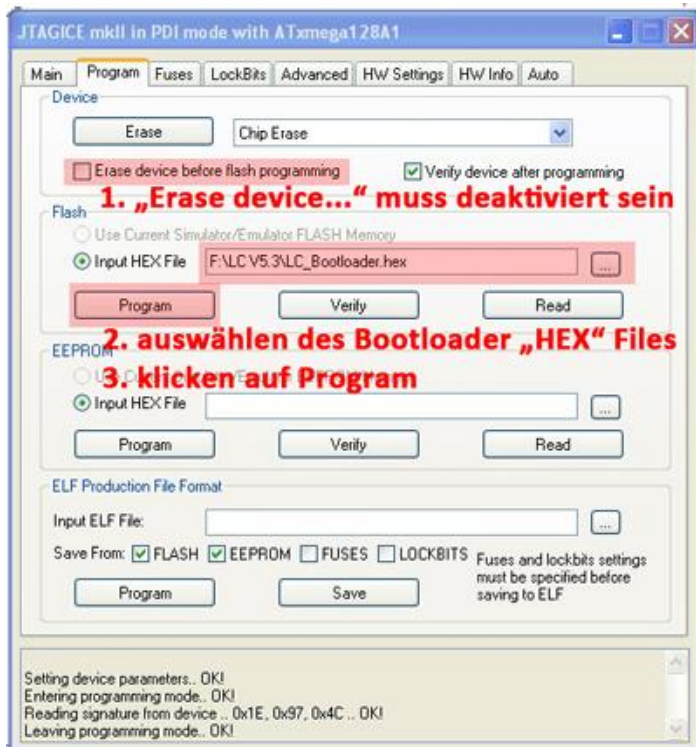 JTAGICE mkII in PDI mode with ATxmega128A1
Main Program Fuses LockBits Advanced HW Settings HW Info Auto
Device
Erase Chip Erase
Erase device before flash programming Verify device after programming
1. „Erase device...“ muss deaktiviert sein
Flash
Use Current Simulator/Emulator FLASH Memory
Input HEX File F:\LC V5.3\LC_Bootloader.hex ...
Program Verify Read
2. auswählen des Bootloader „HEX“ Files
EEPROM
3. klicken auf Program
Input HEX File ...
Program Verify Read
ELF Production File Format
Input ELF File: ...
Save From: FLASH EEPROM FUSES LOCKBITS Fuses and lockbits settings
must be specified before
Program Save saving to ELF
Setting device parameters.. OK!
Entering programming mode.. OK!
Reading signature from device .. 0x1E, 0x97, 0x4C .. OK!
Leaving programming mode.. OK!